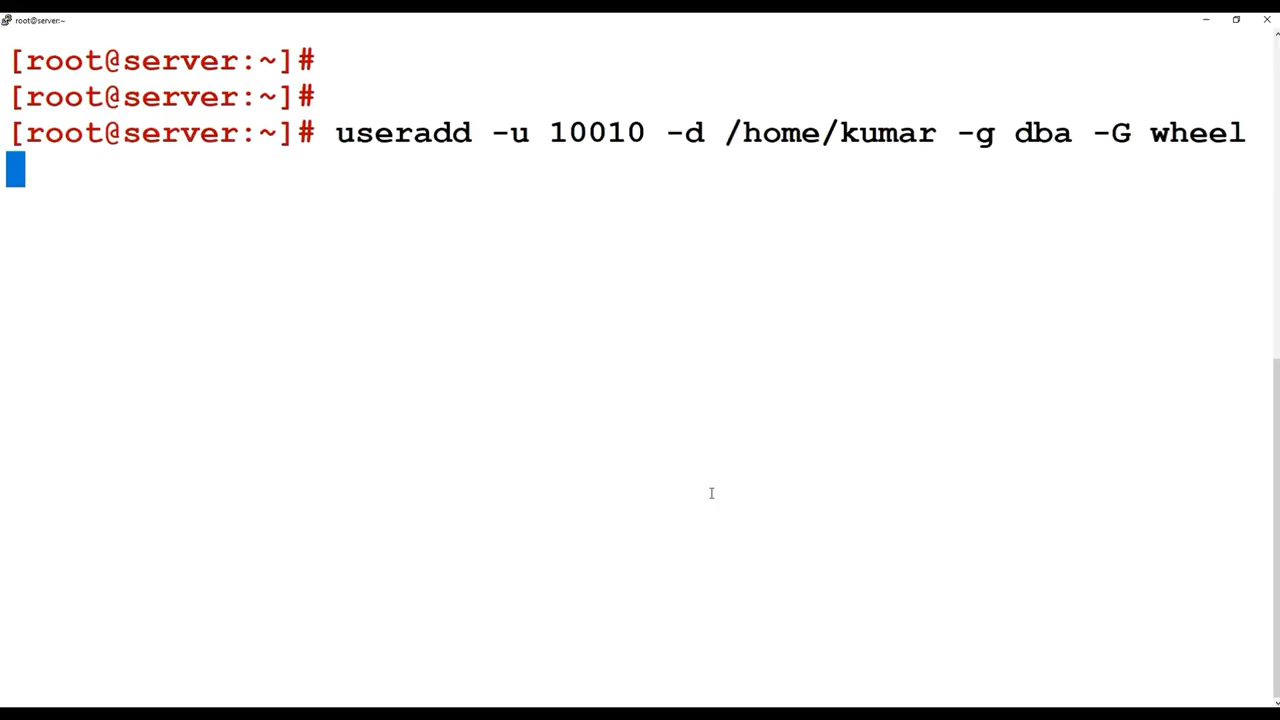 root@server:~
[root@server:~]#
[root@server:~]#
[root@server:~]# useradd -u 10010 -d /home/kumar -g dba -G wheel